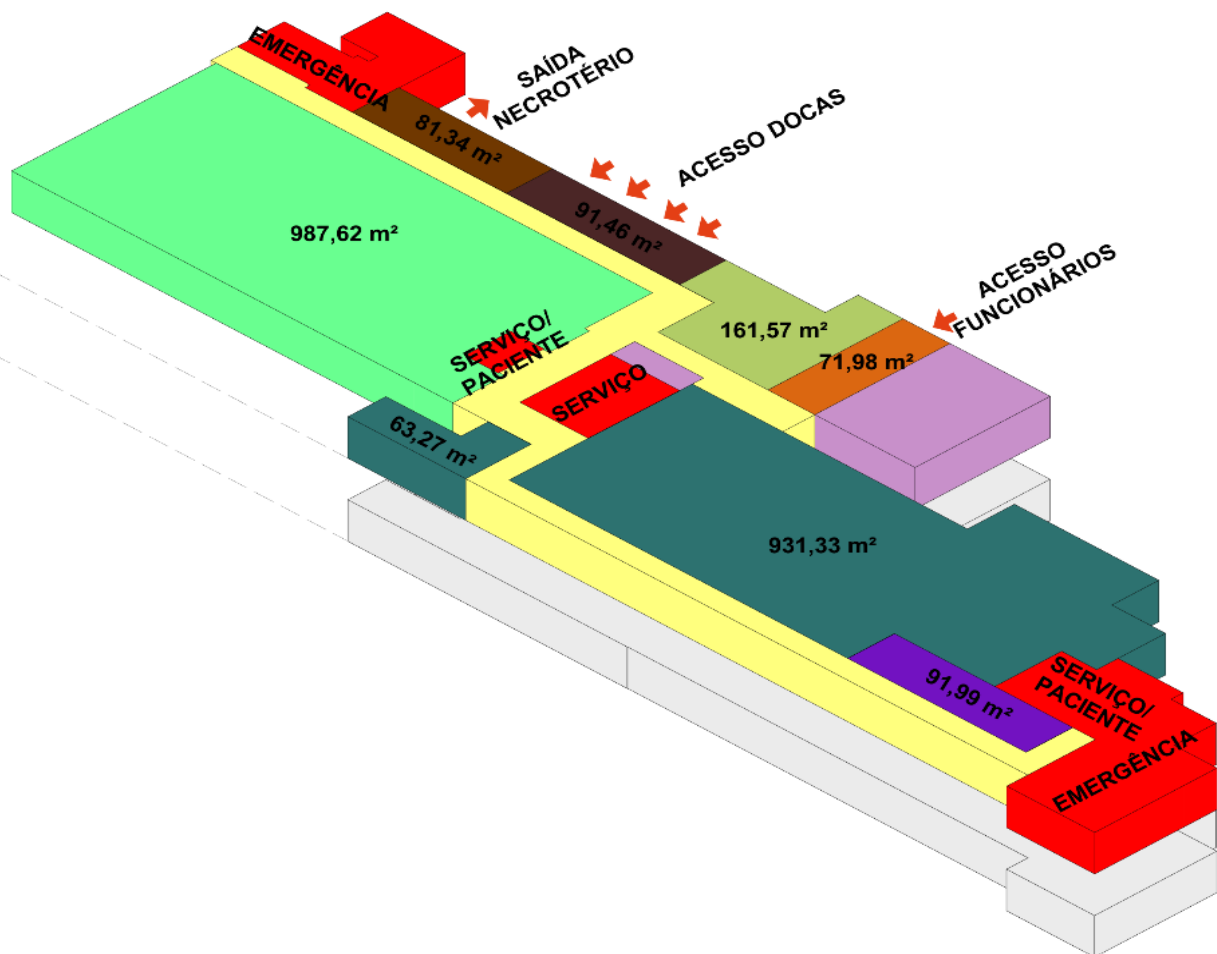 EMERGÊNCIA
SAÍDA
NECROTÉRIO
81,34 m²
ACESSO DOCAS
91,46 m²
987,62 m²
ACESSO
FUNCIONÁRIOS
161,57 m²
71,98 m²
SERVIÇO/
PACIENTE
SERVIÇO
63,27 m²
931,33 m²
91,99 m²
SERVIÇO/
PACIENTE
EMERGÊNCIA